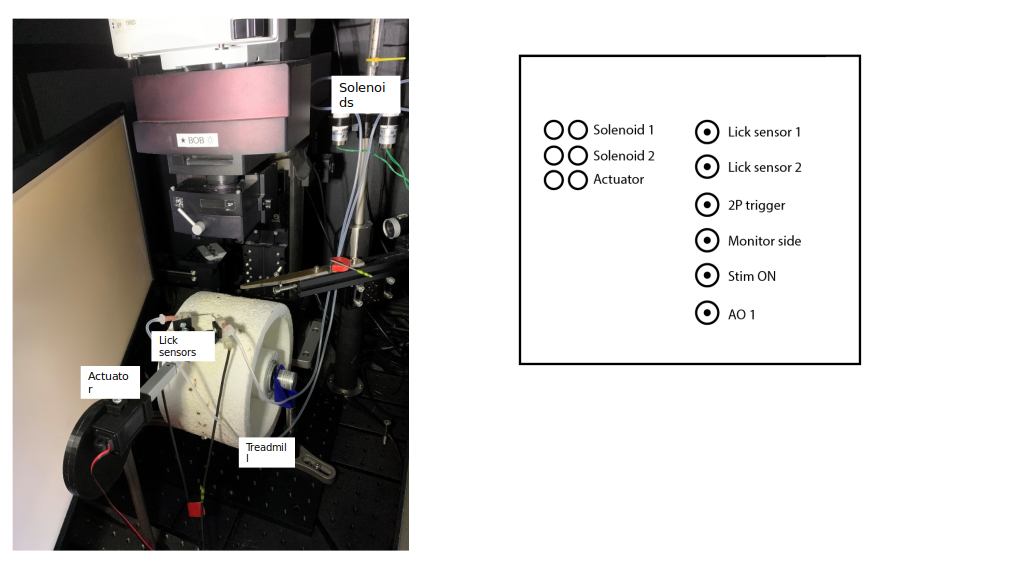 ★ BOB ☆
Solenoi
ds
Lick
sensors
Actuato
r
Treadmil
l
Solenoid 1
Solenoid 2
Actuator
Lick sensor 1
Lick sensor 2
2P trigger
Monitor side
Stim ON
AO 1